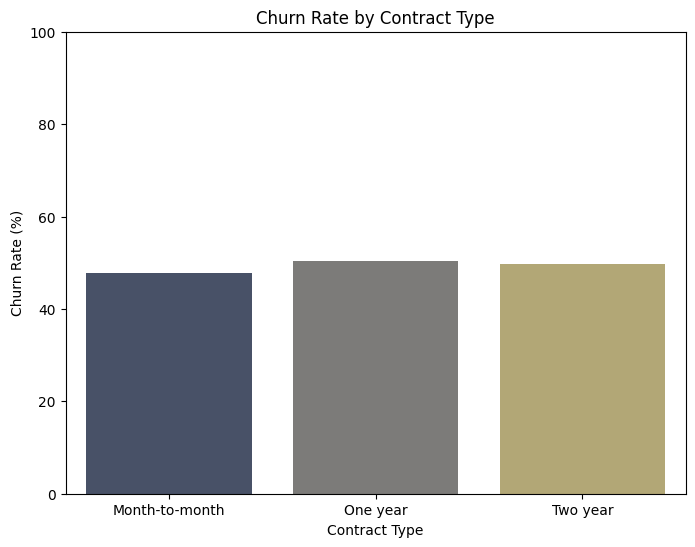 Churn Rate by Contract Type
100
80
60
40
20
0
Churn Rate (%)
Month-to-month
One year
Two year
Contract Type